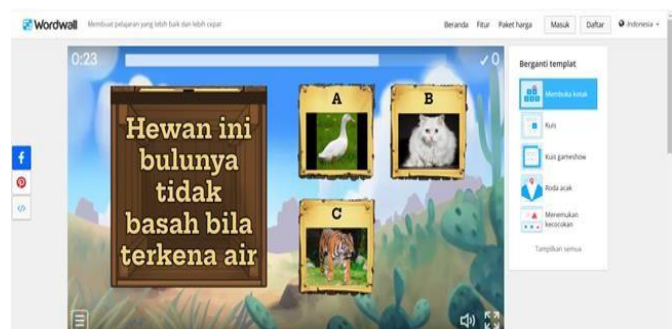 Wordwall
Membuat pelajaran yang lebih baik dan lebih cepat
Beranda Fitur Paket harga Masuk Daftar Indonesia
0:23
✓0
Hewan ini
bulunya
tidak
basah bila
terkena air
A
B
C
Berganti templat
Membuka kotak
Kuis
Kuis gameshow
Roda acak
Menemukan
kecocokan
Tampilkan semua
f